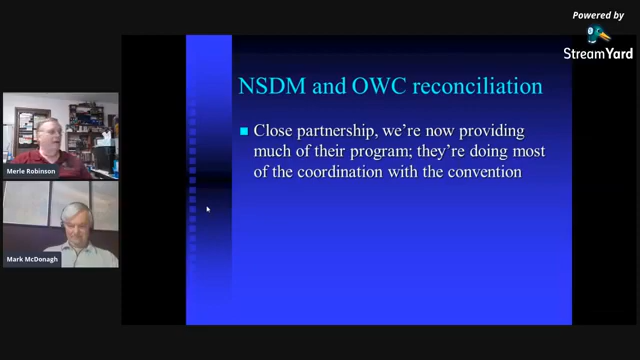 Powered by
StreamYard
NSDM and OWC reconciliation
Close partnership, we're now providing
much of their program; they're doing most
of the coordination with the convention
Merle Robinson
Mark McDonagh